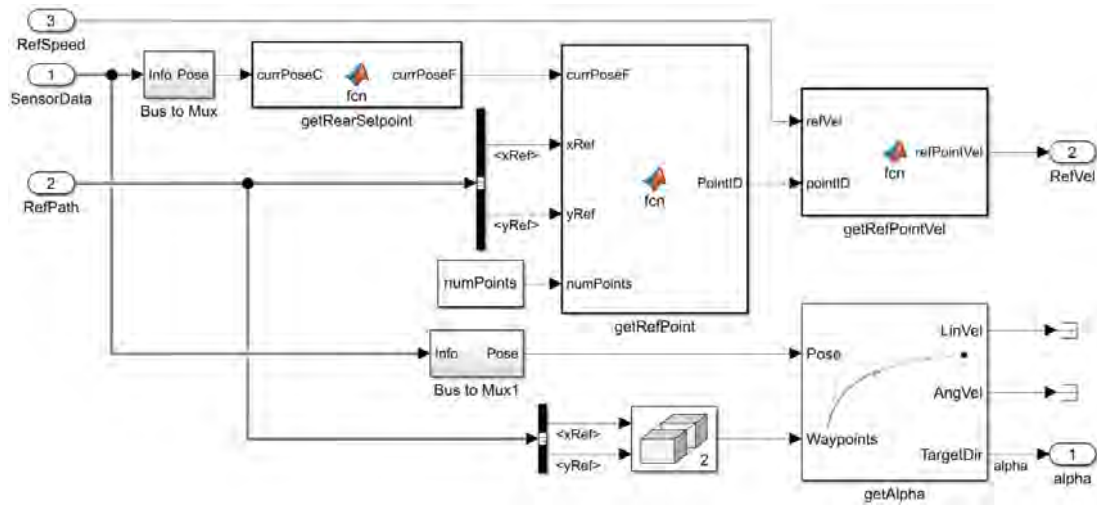 3
RefSpeed
1
SensorData
Info Pose
Bus to Mux
currPoseC
currPoseF
fcn
getRearSetpoint
2
RefPath
<xRef>
<yRef>
numPoints
currPoseF
xRef
yRef
numPoints
fcn
PointID
getRefPoint
refVel
pointID
fcn
refPointVel
getRefPointVel
2
RefVel
Info Pose
Bus to Mux1
<xRef>
<yRef>
2
Pose
Waypoints
LinVel
AngVel
TargetDir
getAlpha
alpha
1
alpha